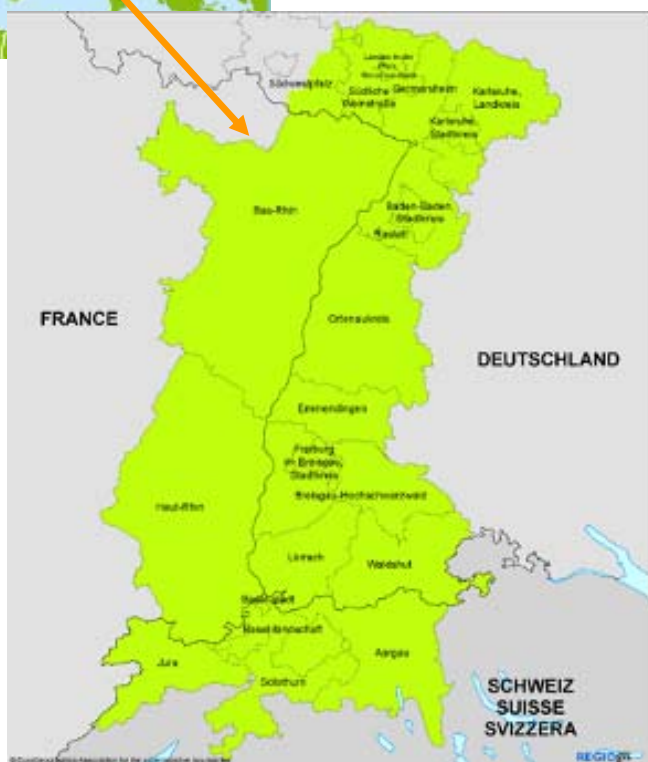 Südwestpfalz
Südliche
Weinstraße
Germersheim
Karlsruhe,
Landkreis
Karlsruhe,
Stadtkreis
Bas-Rhin
Baden-Baden,
Stadtkreis
Rastatt
FRANCE
Ortenaukreis
DEUTSCHLAND
Emmendingen
Freiburg
im Breisgau,
Stadtkreis
Breisgau-Hochschwarzwald
Haut-Rhin
Lörrach
Waldshut
Basel-Stadt
Basel-Landschaft
Jura
Aargau
Solothurn
SCHWEIZ
SUISSE
SVIZZERA